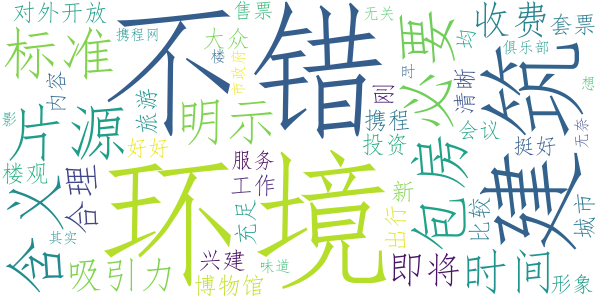 对外开放
售票
无关
收费
套票
携程网
大众
楼
均
俱乐部
标准
不错
必要
建筑
市政府
内容
旅游
刚
呼
清晰
想
影
片源
明示
携程
会议
无奈
好好
投资
挺好
楼观
合理
服务
包房
含义
环境
工作
新
比较
城市
充足
出行
其实
吸引力
兴建
味道
即将
时间
形象
博物馆